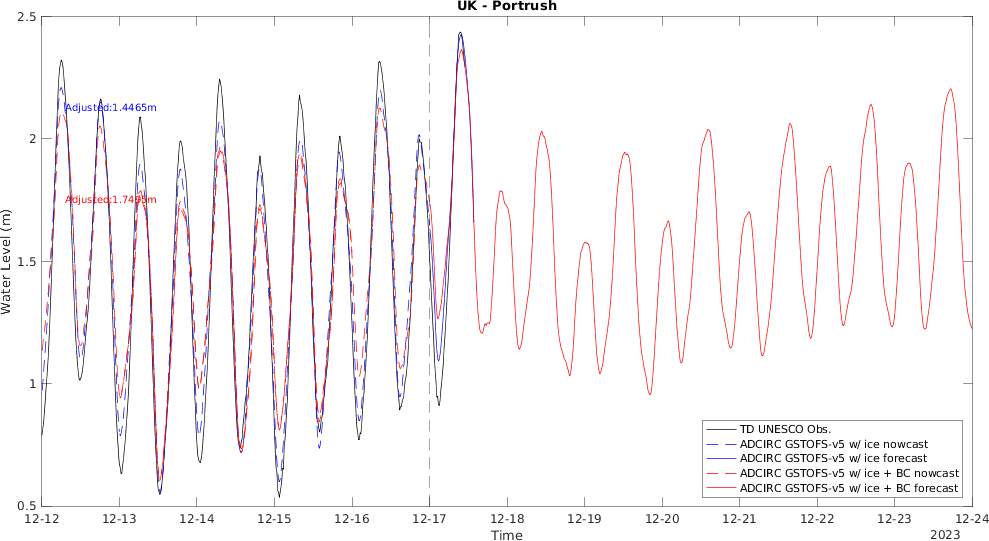 UK - Portrush
2.5
2
1.5
1
0.5
Water Level (m)
Adjusted:1.4465m
Adjusted:1.7495m
TD UNESCO Obs.
ADCIRC GSTOFS-v5 w/ ice nowcast
ADCIRC GSTOFS-v5 w/ ice forecast
ADCIRC GSTOFS-v5 w/ ice + BC nowcast
ADCIRC GSTOFS-v5 w/ ice + BC forecast
12-12 12-13 12-14 12-15 12-16 12-17 12-18 12-19 12-20 12-21 12-22 12-23 12-24
Time
2023